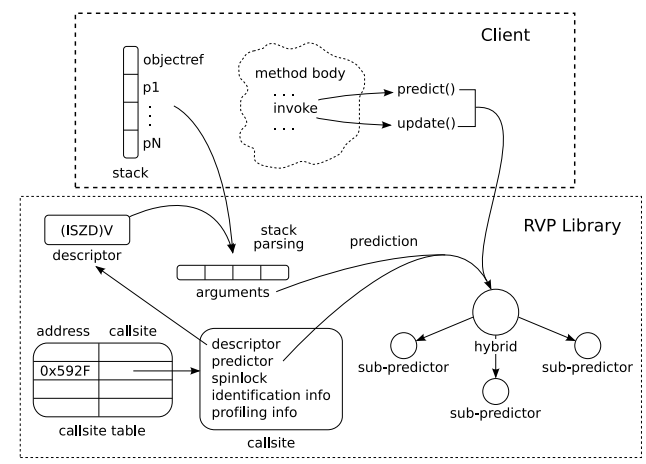 Client
objectref
p1
. . .
pN
stack
method body
. . .
invoke
. . .
predict()
update()
RVP Library
(ISZD)V
descriptor
stack
parsing
arguments
prediction
hybrid
sub-predictor
sub-predictor
sub-predictor
address callsite
0x592F
callsite table
descriptor
predictor
spinlock
identification info
profiling info
callsite